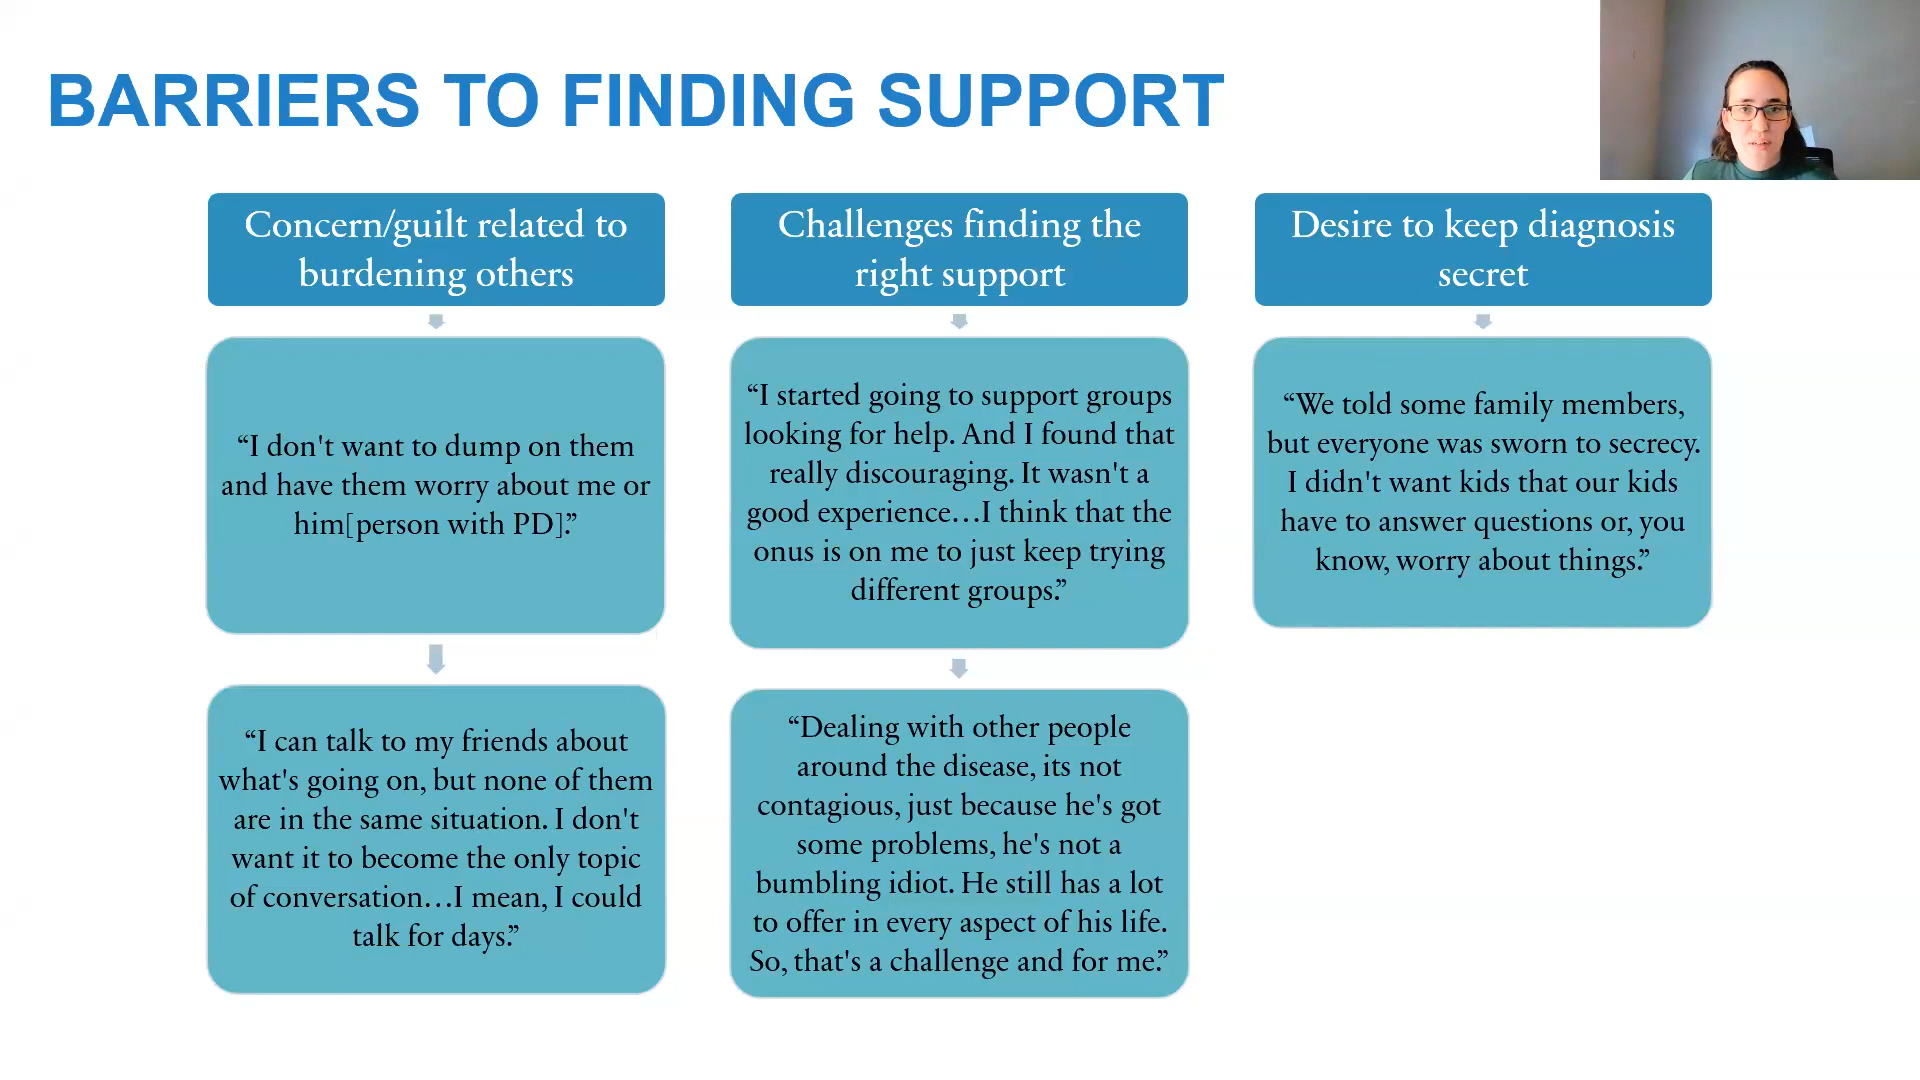 BARRIERS TO FINDING SUPPORT
Concern/guilt related to
burdening others
“I don't want to dump on them
and have them worry about me or
him[person with PD].”
“I can talk to my friends about
what's going on, but none of them
are in the same situation. I don't
want it to become the only topic
of conversation…I mean, I could
talk for days.”
Challenges finding the
right support
“I started going to support groups
looking for help. And I found that
really discouraging. It wasn't a
good experience…I think that the
onus is on me to just keep trying
different groups.”
“Dealing with other people
around the disease, its not
contagious, just because he's got
some problems, he's not a
bumbling idiot. He still has a lot
to offer in every aspect of his life.
So, that's a challenge and for me.”
Desire to keep diagnosis
secret
“We told some family members,
but everyone was sworn to secrecy.
I didn't want kids that our kids
have to answer questions or, you
know, worry about things.”